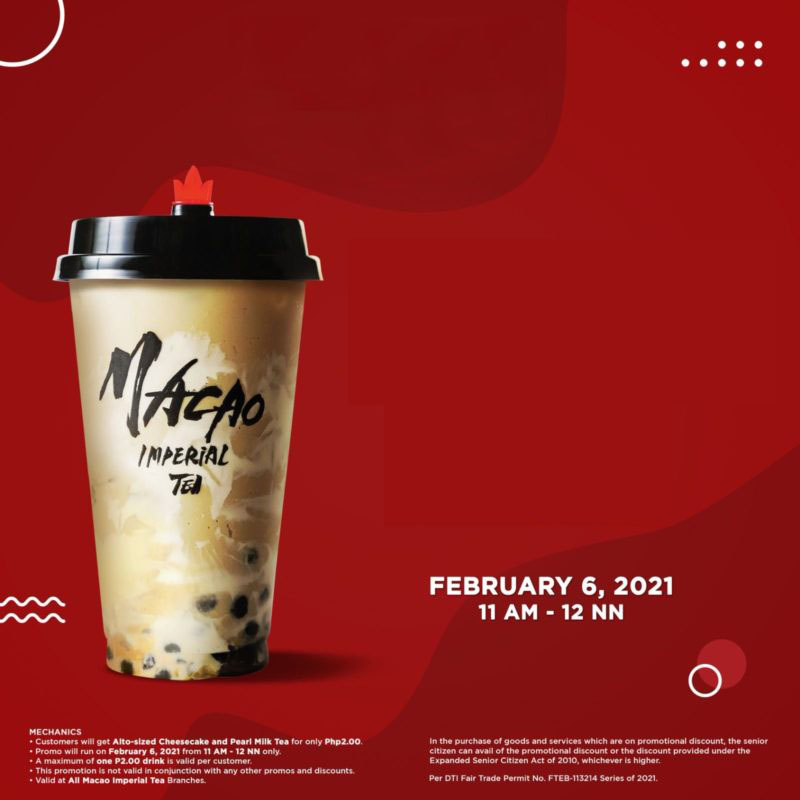 MACAO
IMPERIAL
TEA
FEBRUARY 6, 2021
11 AM - 12 NN
MECHANICS
• Customers will get Alto-sized Cheesecake and Pearl Milk Tea for only Php2.00.
• Promo will run on February 6, 2021 from 11 AM - 12 NN only.
• A maximum of one P2.00 drink is valid per customer.
• This promotion is not valid in conjunction with any other promos and discounts.
• Valid at All Macao Imperial Tea Branches.
In the purchase of goods and services which are on promotional discount, the senior
citizen can avail of the promotional discount or the discount provided under the
Expanded Senior Citizen Act of 2010, whichever is higher.
Per DTI Fair Trade Permit No. FTEB-113214 Series of 2021.